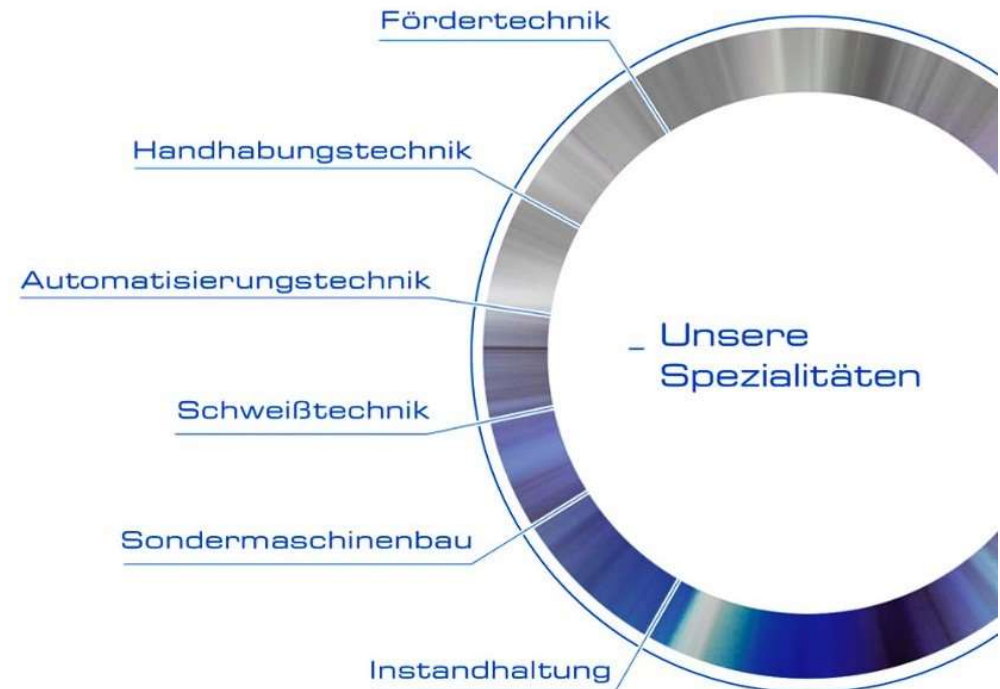 Fördertechnik
Handhabungstechnik
Automatisierungstechnik
_ Unsere
Spezialitäten
Schweißtechnik
Sondermaschinenbau
Instandhaltung